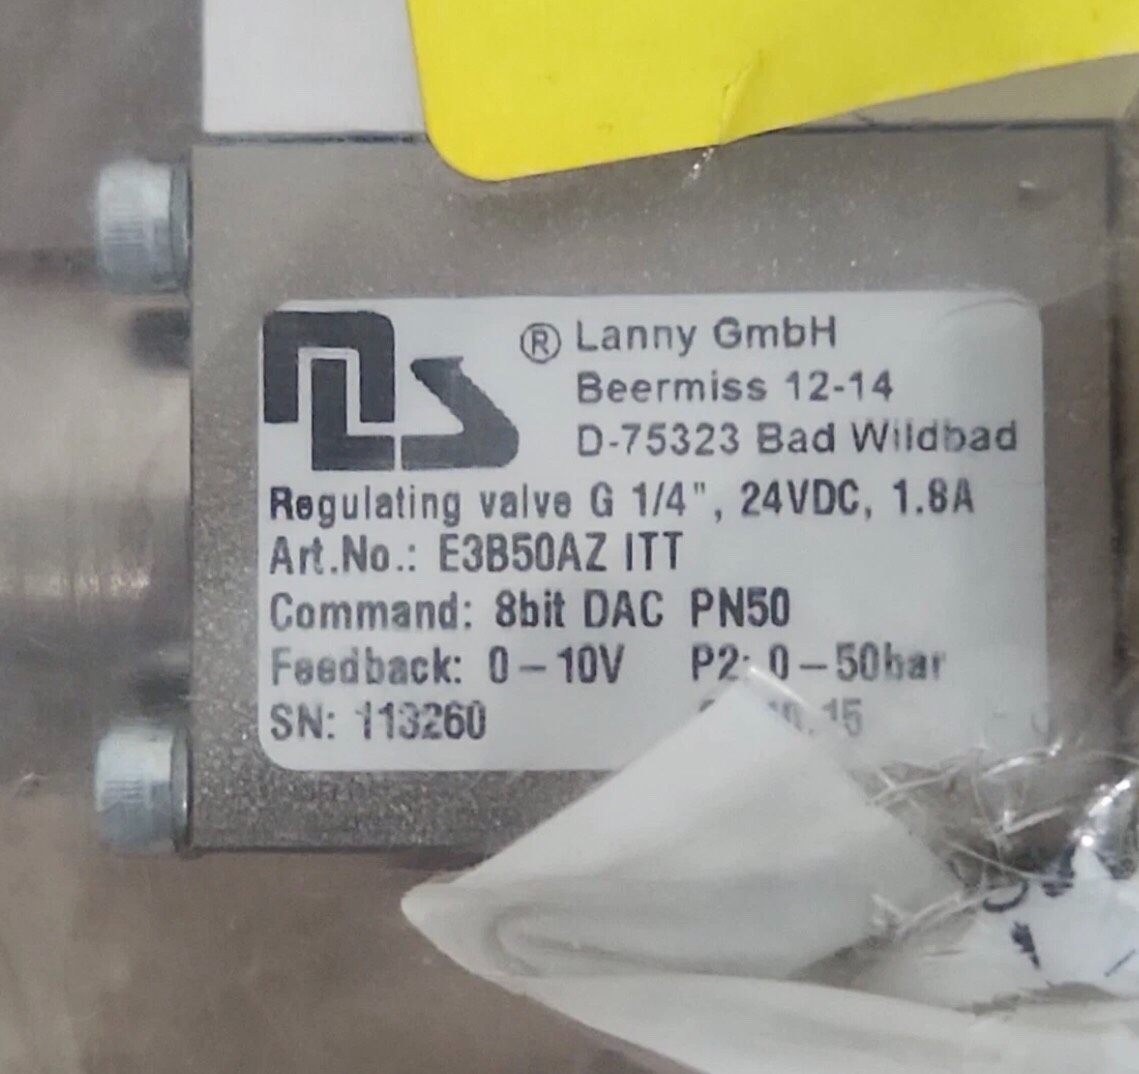 ® Lanny GmbH
Beermiss 12-14
D-75323 Bad Wildbad
Regulating valve G 1/4", 24VDC, 1.8A
Art.No.: E3B50AZ ITT
Command: 8bit DAC PN50
Feedback: 0-10V P2: 0-50bar
SN: 113260